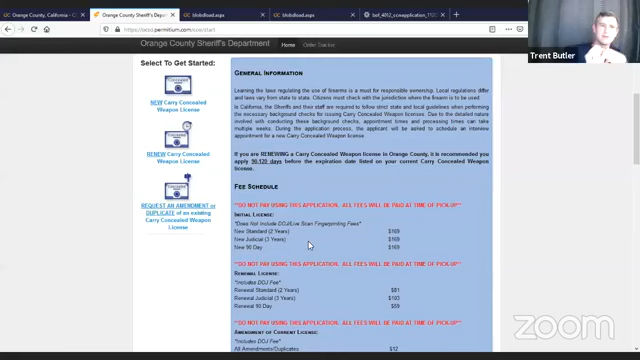 Orange County, California - C
Orange County Sheriff's Depart
blobdload.aspx
blobdload.aspx
https://ocsd.permitium.com/ccw/start
Orange County Sheriff's Department
Home
Order Tracker
Trent Butler
Select To Get Started:
NEW Carry Concealed
Weapon License
RENEW Carry Concealed
Weapon License
REQUEST AN AMENDMENT or
DUPLICATE of an existing
Carry Concealed Weapon
License
GENERAL INFORMATION
Learning the laws regulating the use of firearms is a must for responsible ownership. Local regulations differ
and laws vary from state to state. Citizens must check with the jurisdiction where the firearm is to be used.
In California, the Sheriffs and their staff are required to follow strict state and local guidelines when performing
the necessary background checks for issuing Carry Concealed Weapon licenses. Due to the detailed nature
involved with conducting these background checks, appointment times and processing times can take
multiple weeks. During the application process, the applicant will be asked to schedule an interview
appointment for a new Carry Concealed Weapon License.
If you are RENEWING a Carry Concealed Weapon license in Orange County, it is recommended you
apply 90-120 days before the expiration date listed on your current Carry Concealed Weapon
license.
FEE SCHEDULE
**DO NOT PAY USING THIS APPLICATION. ALL FEES WILL BE PAID AT TIME OF PICK-UP**
INITIAL LICENSE:
*Does Not Include DOJ/Live Scan Fingerprinting Fees*
New Standard (2 Years) $169
New Judicial (3 Years) $169
New 90 Day $169
**DO NOT PAY USING THIS APPLICATION. ALL FEES WILL BE PAID AT TIME OF PICK-UP**
RENEWAL LICENSE:
*Includes DOJ Fee*
Renewal Standard (2 Years) $81
Renewal Judicial (3 Years) $103
Renewal 90 Day $59
**DO NOT PAY USING THIS APPLICATION. ALL FEES WILL BE PAID AT TIME OF PICK-UP**
AMENDMENT OF CURRENT LICENSE:
*Includes DOJ Fee*
All Amendments/Duplicates $12
zoom